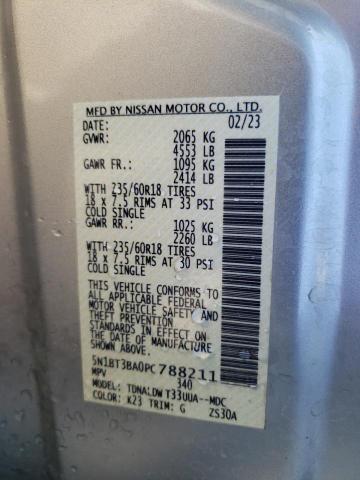 MFD BY NISSAN MOTOR CO., LTD.
DATE: 02/23
GVWR: 2065 KG
4553 LB
GAWR FR.: 1095 KG
2414 LB
WITH 235/60R18 TIRES
18 x 7.5 RIMS AT 33 PSI
COLD SINGLE
GAWR RR.: 1025 KG
2260 LB
WITH 235/60R18 TIRES
18 x 7.5 RIMS AT 30 PSI
COLD SINGLE
THIS VEHICLE CONFORMS TO ALL
APPLICABLE FEDERAL
MOTOR VEHICLE SAFETY, BUMPER,
AND THEFT PREVENTION
STANDARDS IN EFFECT ON THE
DATE OF MANUFACTURE SHOWN ABOVE.
5N1BT3BA0PC788211
MPV 340
MODEL: TDNALDW T33UUA--MDC
COLOR: K23 TRIM: G ZS30A